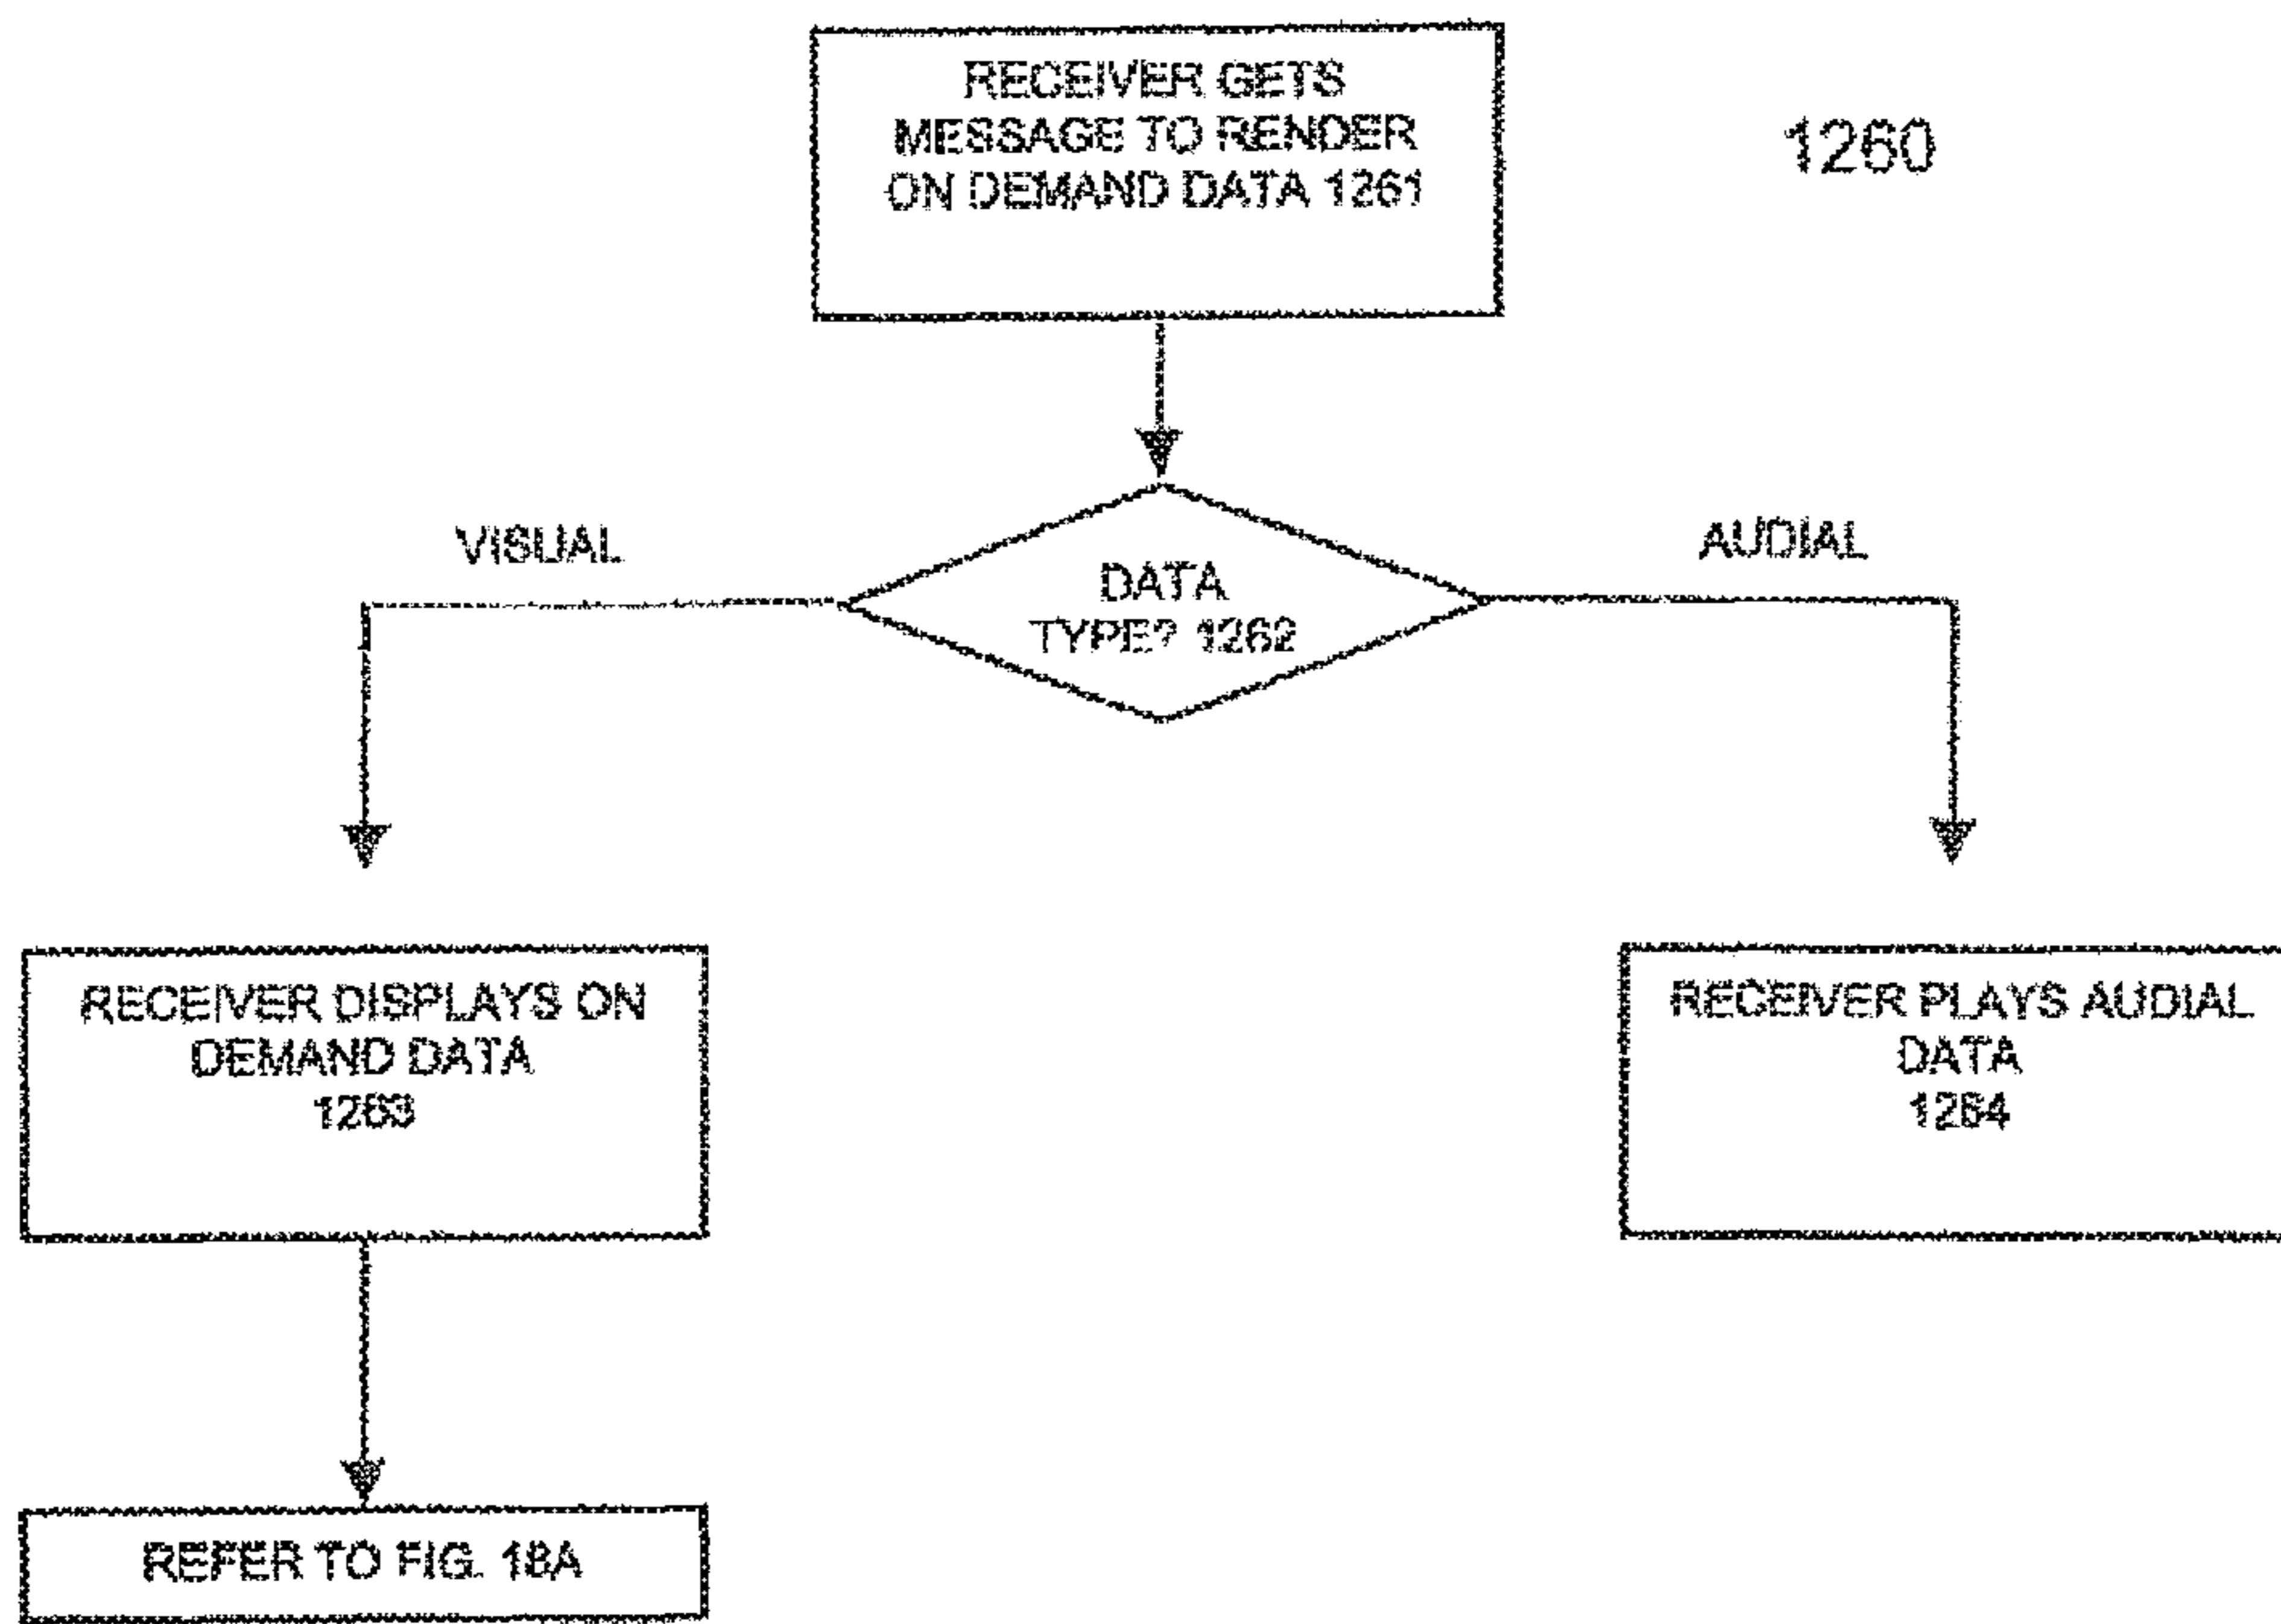 RECEIVER GETS
MESSAGE TO RENDER
ON DEMAND DATA 1261
1260
VISUAL
AUDIAL
DATA
TYPE? 1262
RECEIVER DISPLAYS ON
DEMAND DATA
1263
RECEIVER PLAYS AUDIAL
DATA
1264
REFER TO FIG. 18A